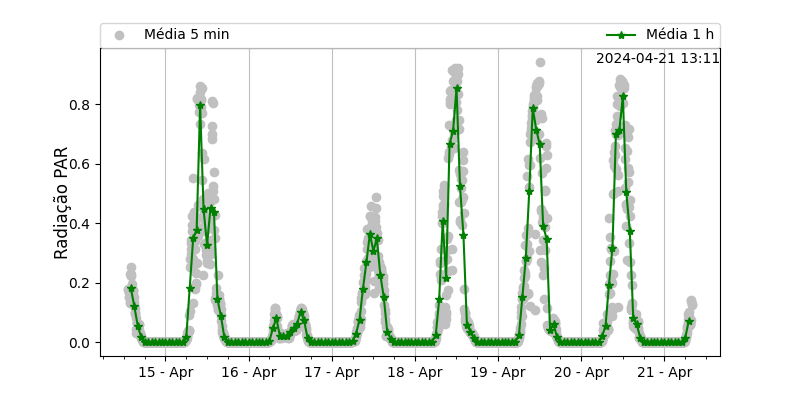 Média 5 min
Média 1 h
2024-04-21 13:11
Radiação PAR
0.8
0.6
0.4
0.2
0.0
15 - Apr
16 - Apr
17 - Apr
18 - Apr
19 - Apr
20 - Apr
21 - Apr